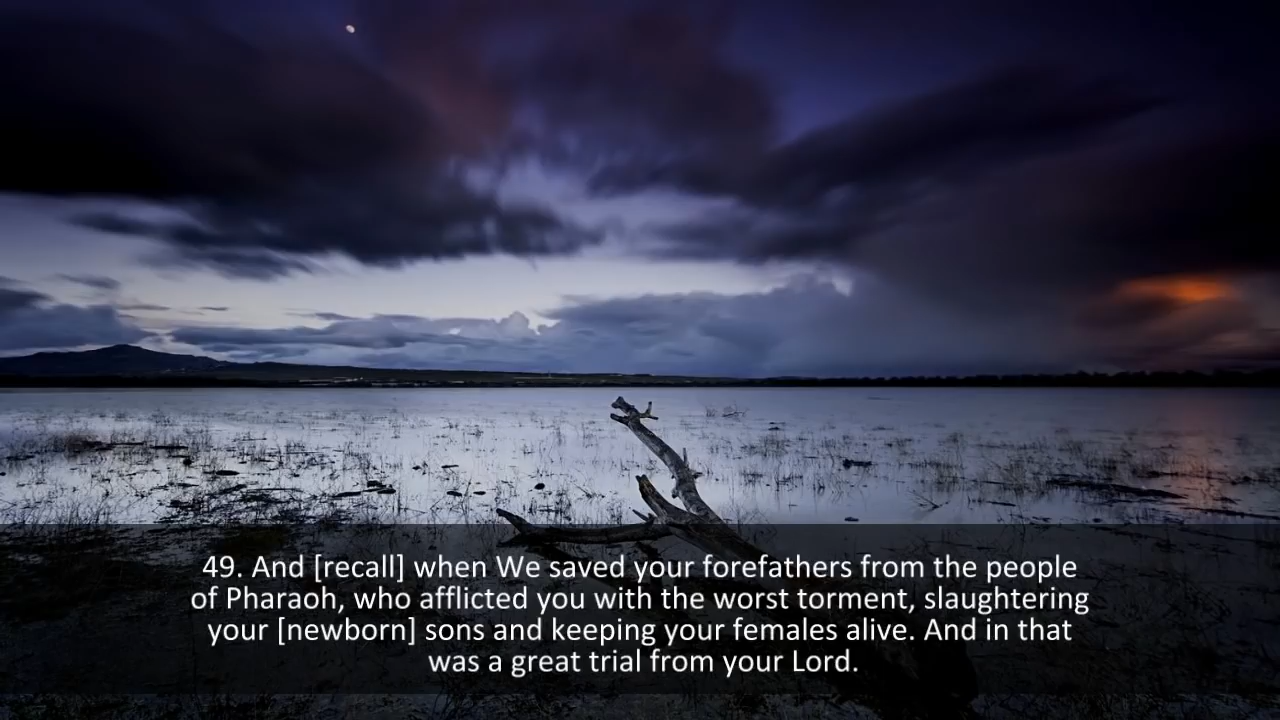 49. And [recall] when We saved your forefathers from the people
of Pharaoh, who afflicted you with the worst torment, slaughtering
your [newborn] sons and keeping your females alive. And in that
was a great trial from your Lord.